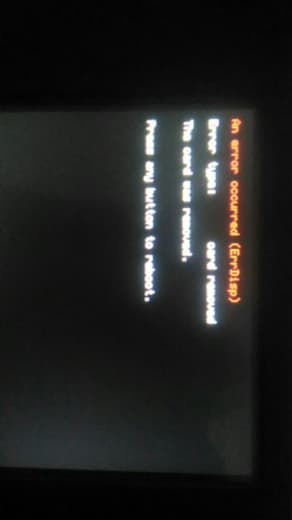 An error occurred (ErrDisp)
Error type: card removed
The card was removed.
Press any button to reboot.